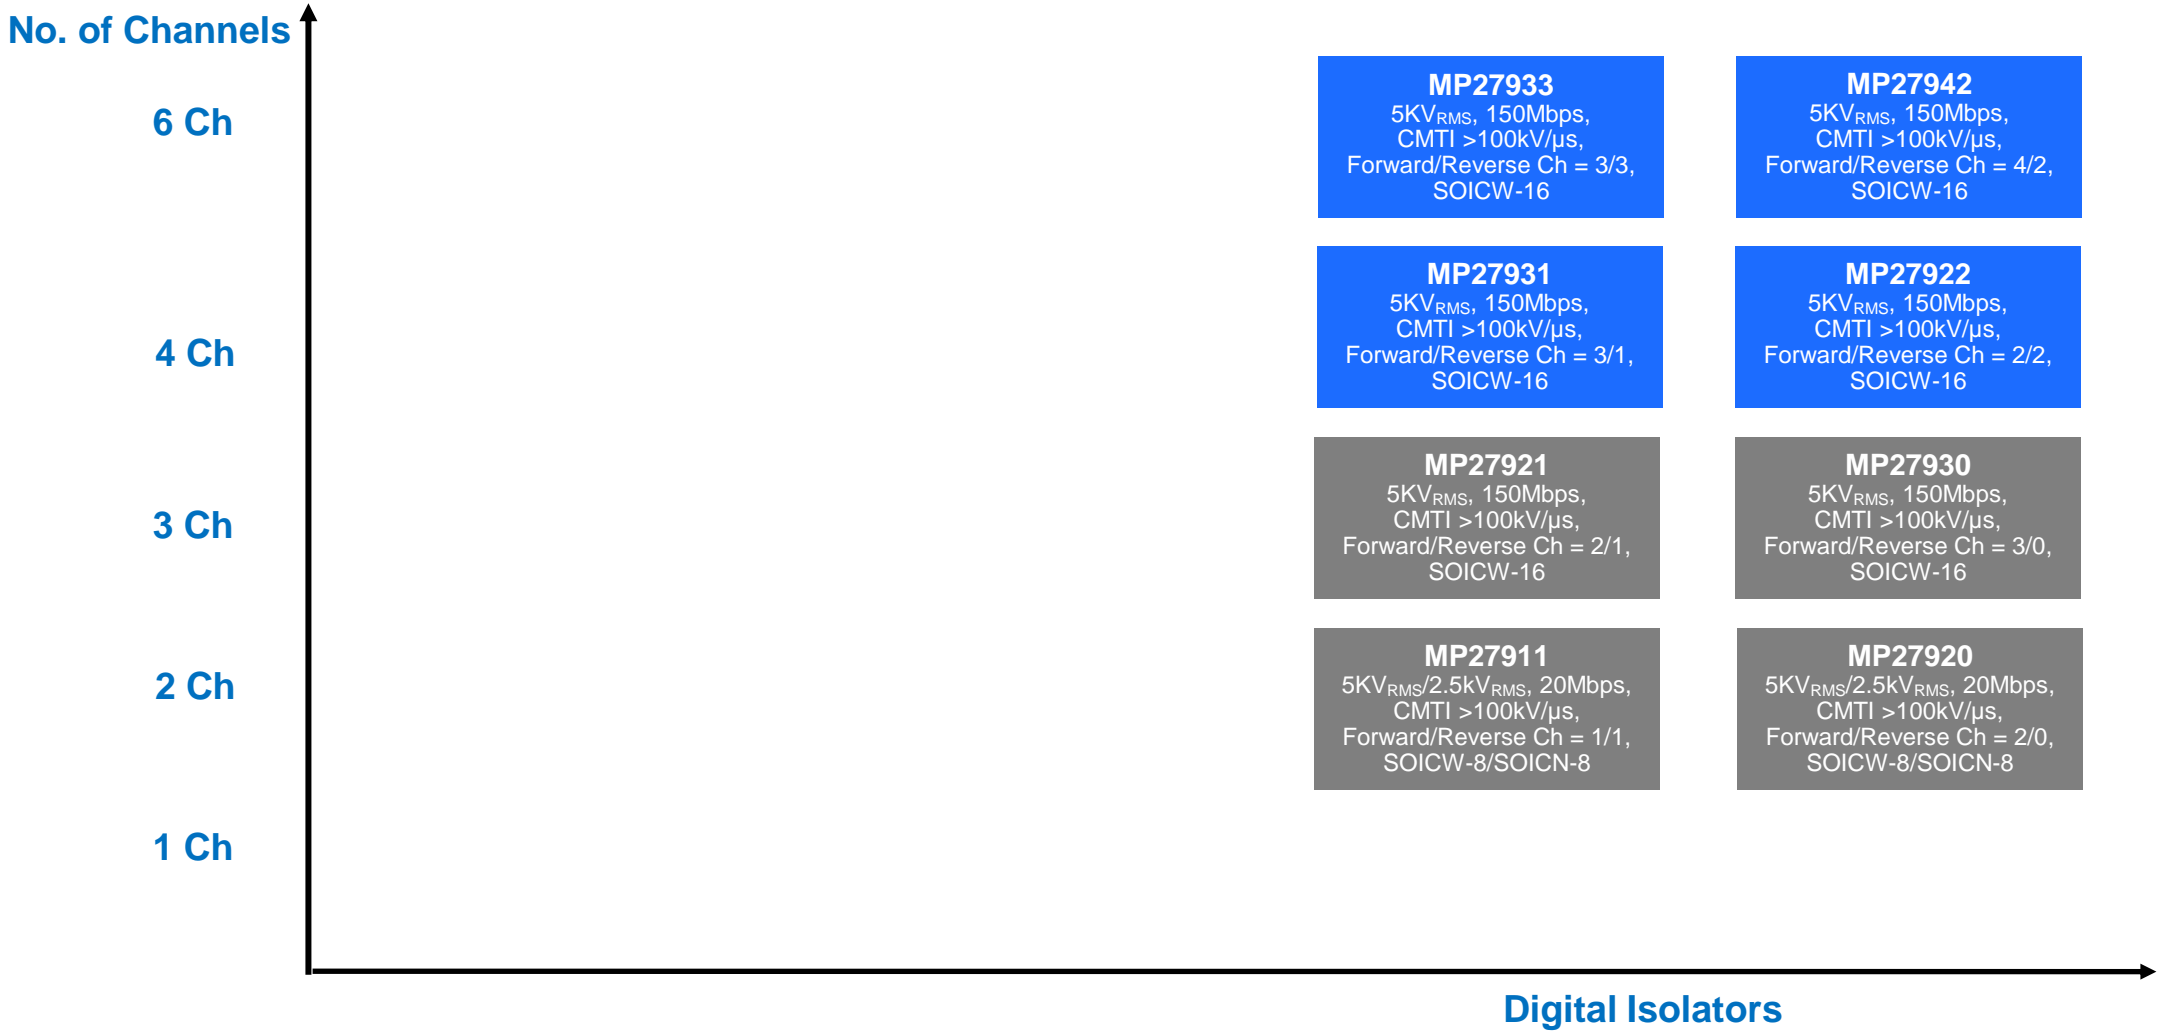 No. of Channels
6 Ch
MP27933
5KVRMS, 150Mbps,
CMTI >100kV/µs,
Forward/Reverse Ch = 3/3,
SOICW-16
MP27942
5KVRMS, 150Mbps,
CMTI >100kV/µs,
Forward/Reverse Ch = 4/2,
SOICW-16
4 Ch
MP27931
5KVRMS, 150Mbps,
CMTI >100kV/µs,
Forward/Reverse Ch = 3/1,
SOICW-16
MP27922
5KVRMS, 150Mbps,
CMTI >100kV/µs,
Forward/Reverse Ch = 2/2,
SOICW-16
3 Ch
MP27921
5KVRMS, 150Mbps,
CMTI >100kV/µs,
Forward/Reverse Ch = 2/1,
SOICW-16
MP27930
5KVRMS, 150Mbps,
CMTI >100kV/µs,
Forward/Reverse Ch = 3/0,
SOICW-16
2 Ch
MP27911
5KVRMS/2.5kVRMS, 20Mbps,
CMTI >100kV/µs,
Forward/Reverse Ch = 1/1,
SOICW-8/SOICN-8
MP27920
5KVRMS/2.5kVRMS, 20Mbps,
CMTI >100kV/µs,
Forward/Reverse Ch = 2/0,
SOICW-8/SOICN-8
1 Ch
Digital Isolators